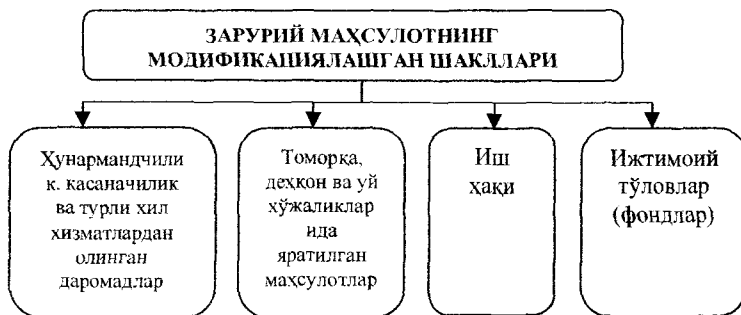 ЗАРУРИЙ МАҲСУЛОТНИНГ
МОДИФИКАЦИЯЛАШГАН ШАКЛЛАРИ
Ҳунармандчили
к. касаначилик
ва турли хил
хизматлардан
олинган
даромадлар
Томорқа,
деҳқон ва уй
хўжаликлар
ида
яратилган
маҳсулотлар
Иш
ҳақи
Ижтимоий
тўловлар
(фондлар)